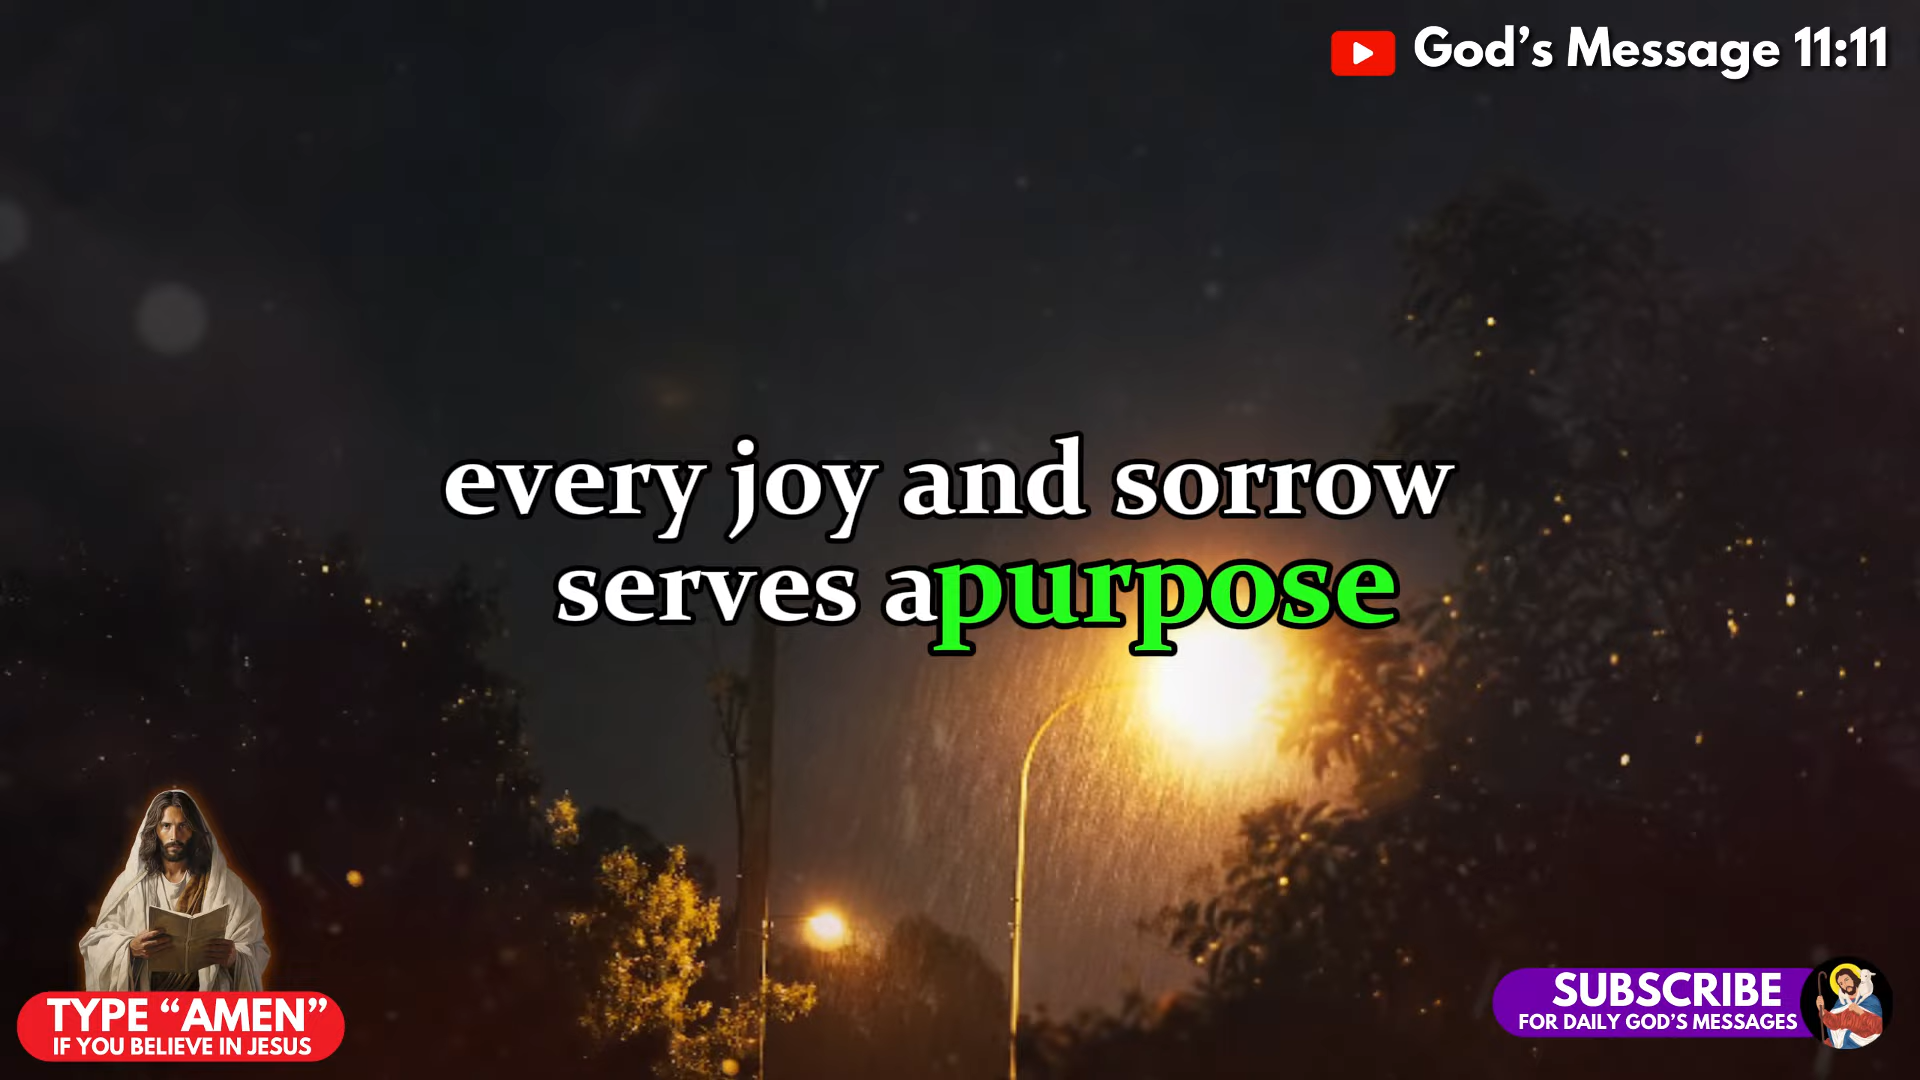 God’s Message 11:11
every joy and sorrow
serves apurpose
TYPE “AMEN”
IF YOU BELIEVE IN JESUS
SUBSCRIBE
FOR DAILY GOD’S MESSAGES